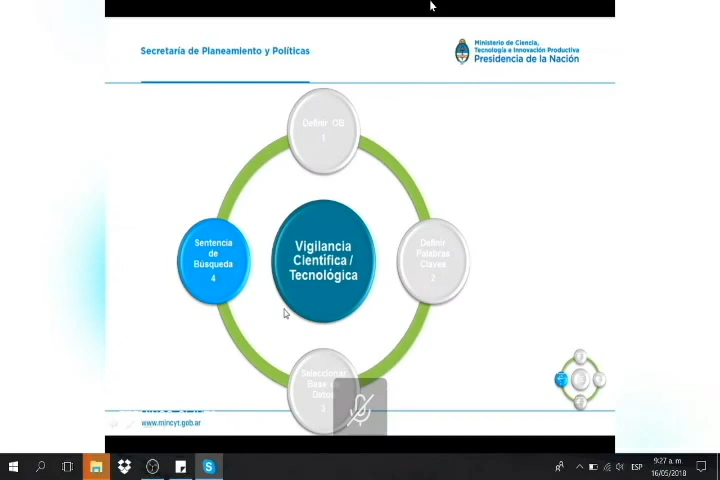 Secretaría de Planeamiento y Políticas
Ministerio de Ciencia,
Tecnología e Innovación Productiva
Presidencia de la Nación
Definir OB
1
Sentencia
de
Búsqueda
4
Vigilancia
Científica /
Tecnológica
Definir
Palabras
Claves
2
Seleccionar
Base de
Datos
3
www.mincyt.gob.ar
ESP
9:27 a. m.
16/05/2018